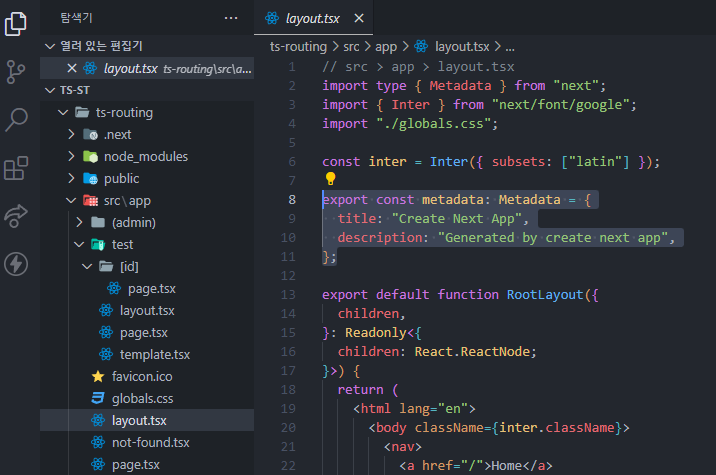 탐색기
···
열려 있는 편집기
layout.tsx ts-routing\src\a...
TS-ST
ts-routing
.next
node_modules
public
src\app
(admin)
test
[id]
page.tsx
layout.tsx
page.tsx
template.tsx
favicon.ico
globals.css
layout.tsx
not-found.tsx
page.tsx
layout.tsx
ts-routing > src > app > layout.tsx > ...
1 // src > app > layout.tsx
2 import type { Metadata } from "next";
3 import { Inter } from "next/font/google";
4 import "./globals.css";
5
6 const inter = Inter({ subsets: ["latin"] });
7
8 export const metadata: Metadata = {
9 title: "Create Next App",
10 description: "Generated by create next app",
11 };
12
13 export default function RootLayout({
14 children,
15 }: Readonly<{
16 children: React.ReactNode;
17 }>) {
18 return (
19 <html lang="en">
20 <body className={inter.className}>
21 <nav>
22 <a href="/">Home</a>